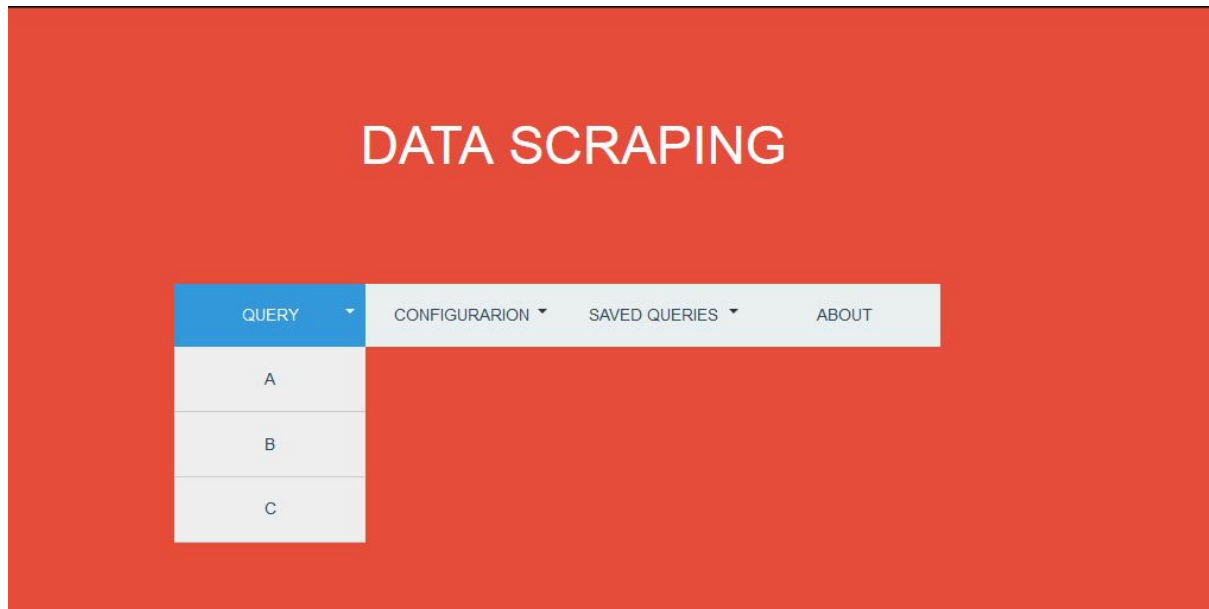 DATA SCRAPING
QUERY CONFIGURARION SAVED QUERIES ABOUT
A
B
C